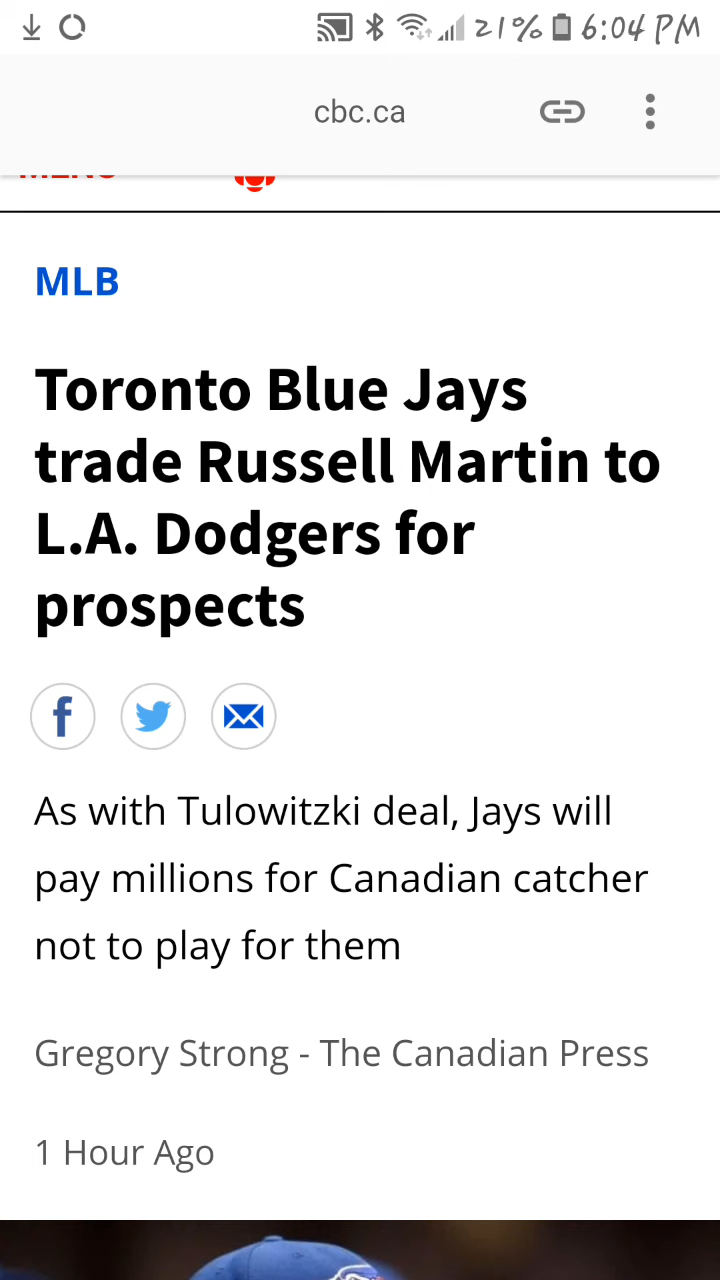 21% 6:04 PM
cbc.ca
MLB
Toronto Blue Jays
trade Russell Martin to
L.A. Dodgers for
prospects
As with Tulowitzki deal, Jays will
pay millions for Canadian catcher
not to play for them
Gregory Strong - The Canadian Press
1 Hour Ago